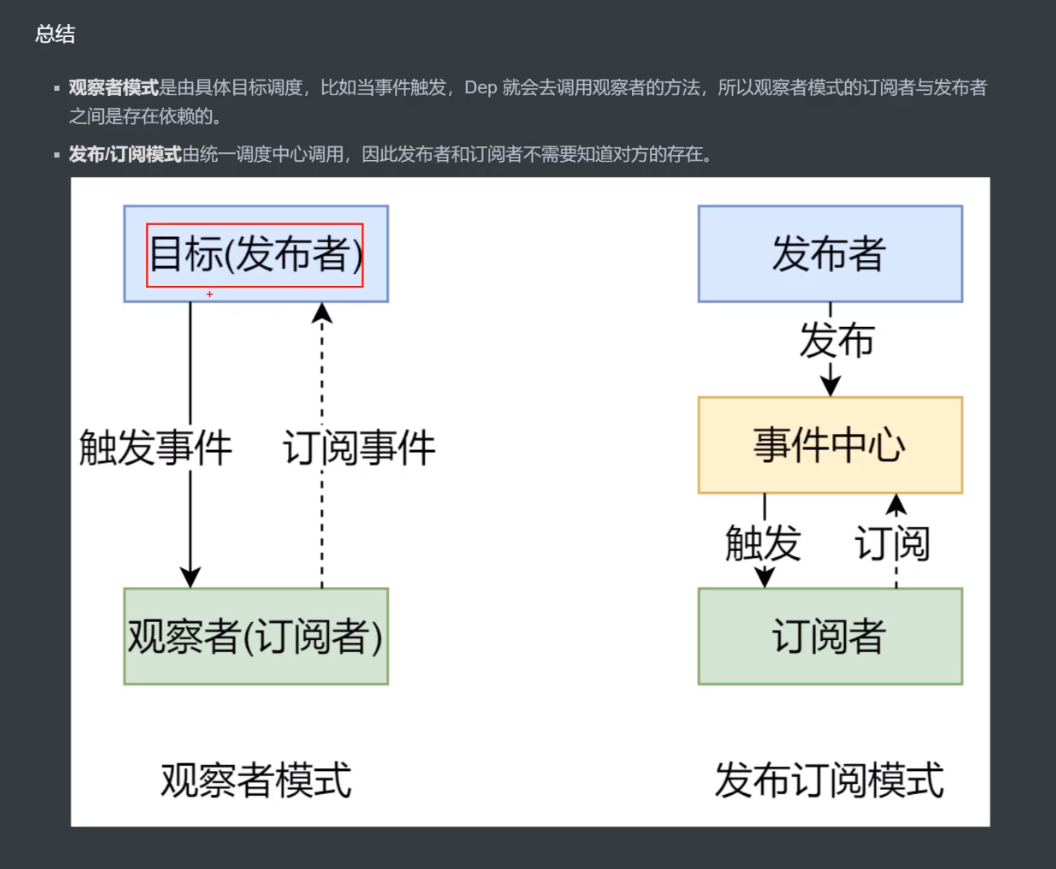 总结
观察者模式是由具体目标调度，比如当事件触发，Dep 就会去调用观察者的方法，所以观察者模式的订阅者与发布者
之间是存在依赖的。
发布/订阅模式由统一调度中心调用，因此发布者和订阅者不需要知道对方的存在。
目标(发布者)
触发事件
订阅事件
观察者(订阅者)
观察者模式
发布者
发布
事件中心
触发
订阅
订阅者
发布订阅模式